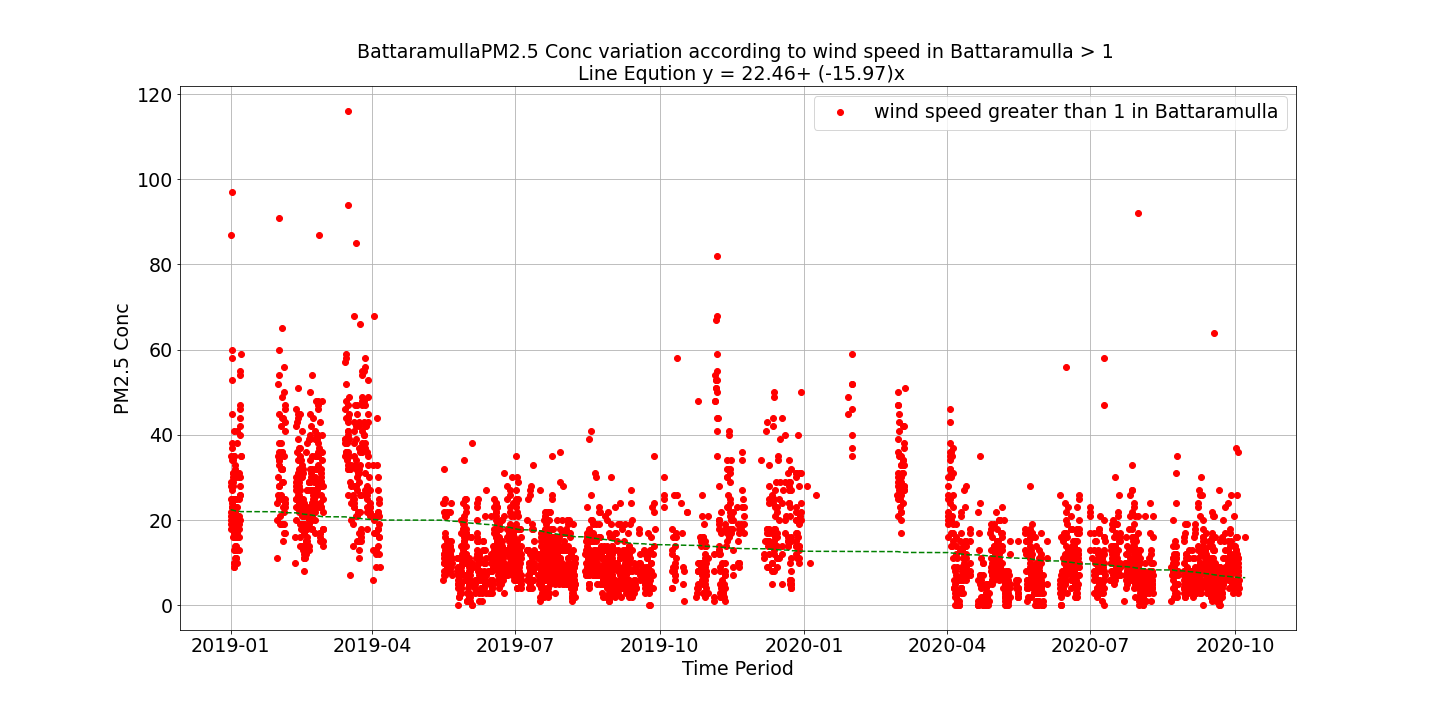 BattaramullaPM2.5 Conc variation according to wind speed in Battaramulla > 1
Line Eqution y = 22.46+ (-15.97)x
wind speed greater than 1 in Battaramulla
PM2.5 Conc
120
100
80
60
40
20
0
2019-01 2019-04 2019-07 2019-10 2020-01 2020-04 2020-07 2020-10
Time Period